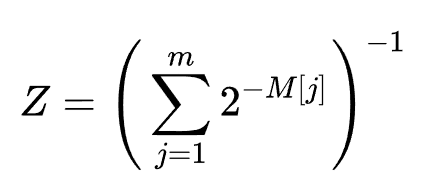 Z = \left( \sum_{j=1}^{m} 2^{-M[j]} \right)^{-1}